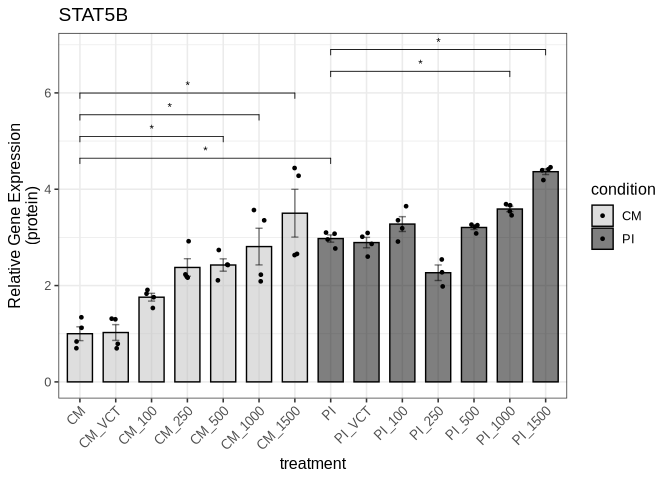 STAT5B
Relative Gene Expression
(protein)
6
4
2
0
*
*
*
*
*
*
CM
CM_VCT
CM_100
CM_250
CM_500
CM_1000
CM_1500
PI
PI_VCT
PI_100
PI_250
PI_500
PI_1000
PI_1500
treatment
condition
CM
PI